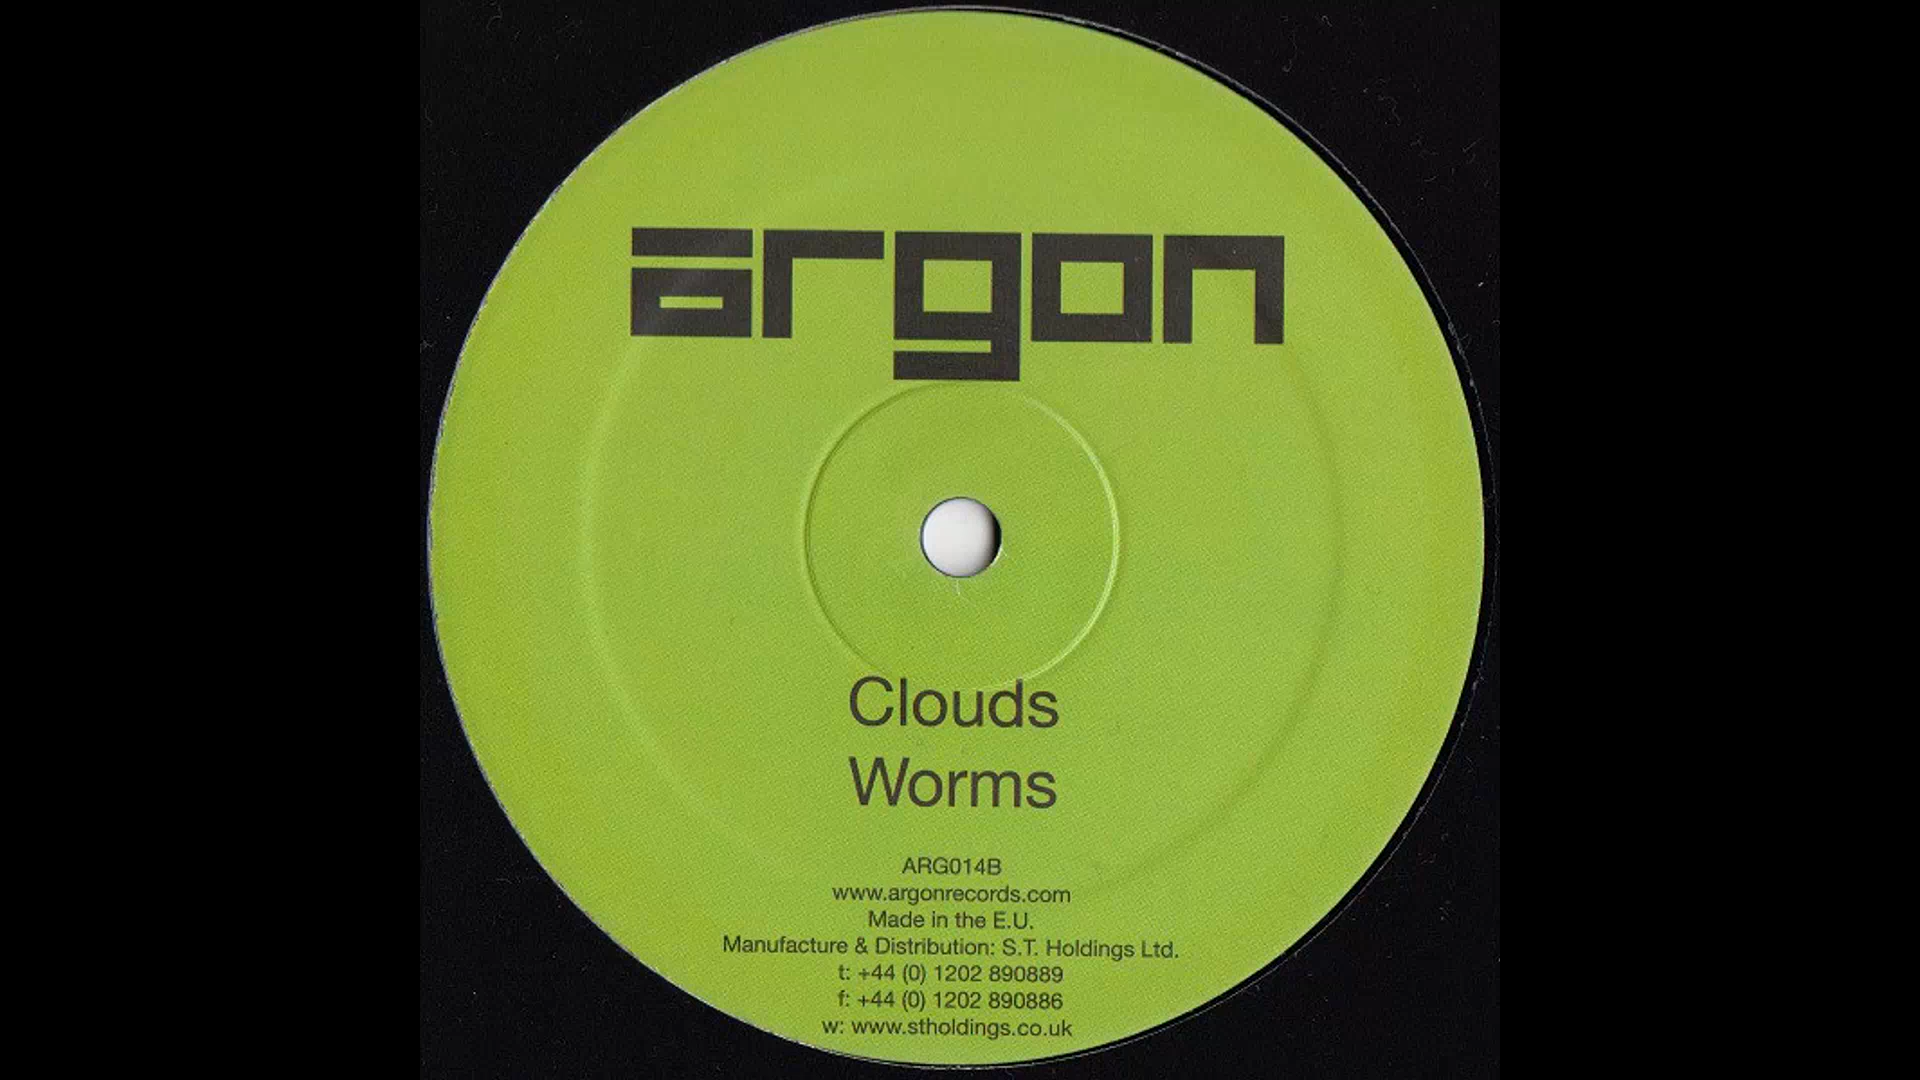 argon
Clouds
Worms
ARG014B
www.argonrecords.com
Made in the E.U.
Manufacture & Distribution: S.T. Holdings Ltd.
t: +44 (0) 1202 890889
f: +44 (0) 1202 890886
w: www.stholdings.co.uk